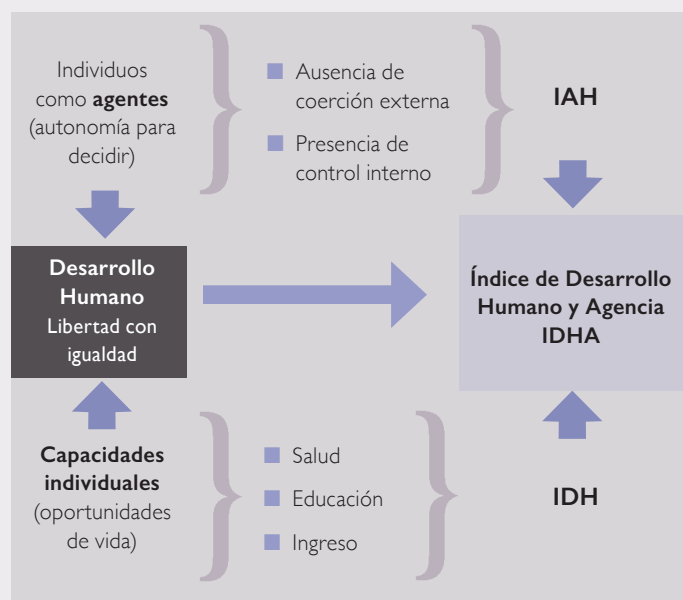 Individuos
como agentes
(autonomía para
decidir)
Ausencia de
coerción externa
Presencia de
control interno
IAH
Desarrollo
Humano
Libertad con
igualdad
Índice de Desarrollo
Humano y Agencia
IDHA
Capacidades
individuales
(oportunidades
de vida)
Salud
Educación
Ingreso
IDH